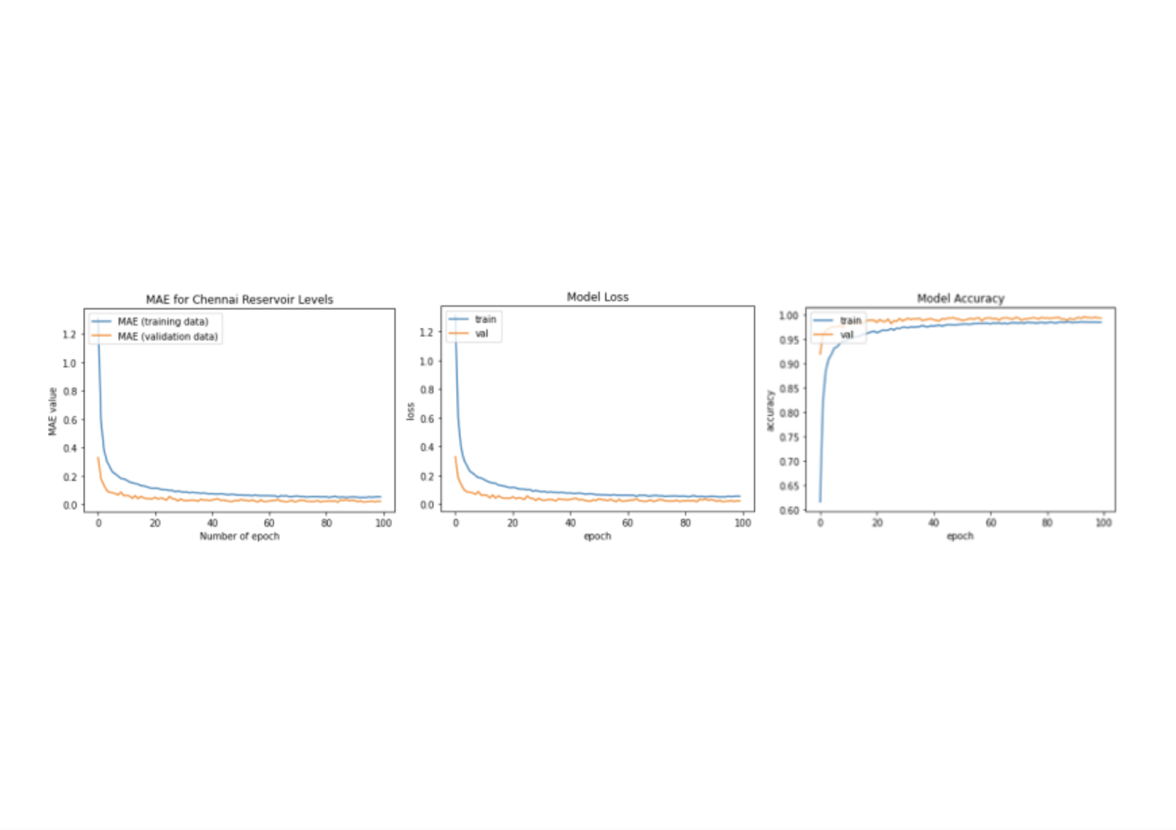 MAE for Chennai Reservoir Levels
MAE (training data)
MAE (validation data)
1.2
1.0
0.8
0.6
0.4
0.2
0.0
MAE value
0 20 40 60 80 100
Number of epoch
Model Loss
train
val
1.2
1.0
0.8
0.6
0.4
0.2
0.0
loss
0 20 40 60 80 100
epoch
Model Accuracy
train
val
1.00
0.95
0.90
0.85
0.80
0.75
0.70
0.65
0.60
accuracy
0 20 40 60 80 100
epoch